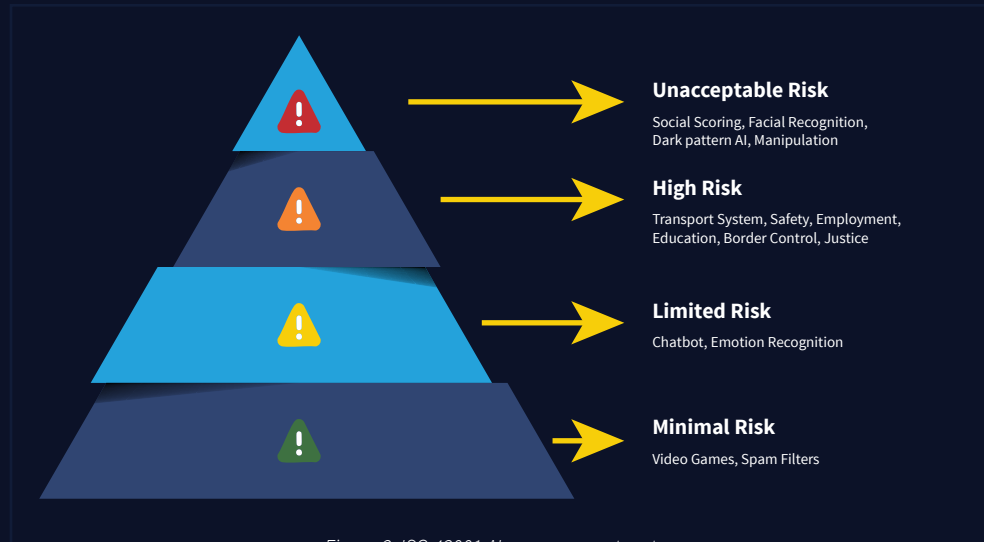 Unacceptable Risk
Social Scoring, Facial Recognition,
Dark pattern AI, Manipulation
High Risk
Transport System, Safety, Employment,
Education, Border Control, Justice
Limited Risk
Chatbot, Emotion Recognition
Minimal Risk
Video Games, Spam Filters